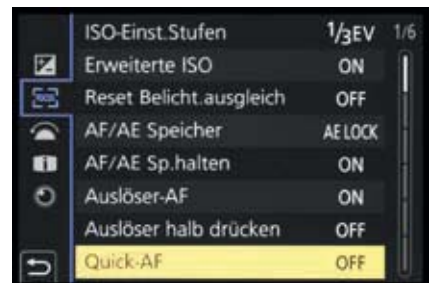 ISO-Einst.Stufen 1/3EV 1/6
Erweiterte ISO ON
Reset Belicht.ausgleich OFF
AF/AE Speicher AE LOCK
AF/AE Sp.halten ON
Auslöser-AF ON
Auslöser halb drücken OFF
Quick-AF OFF